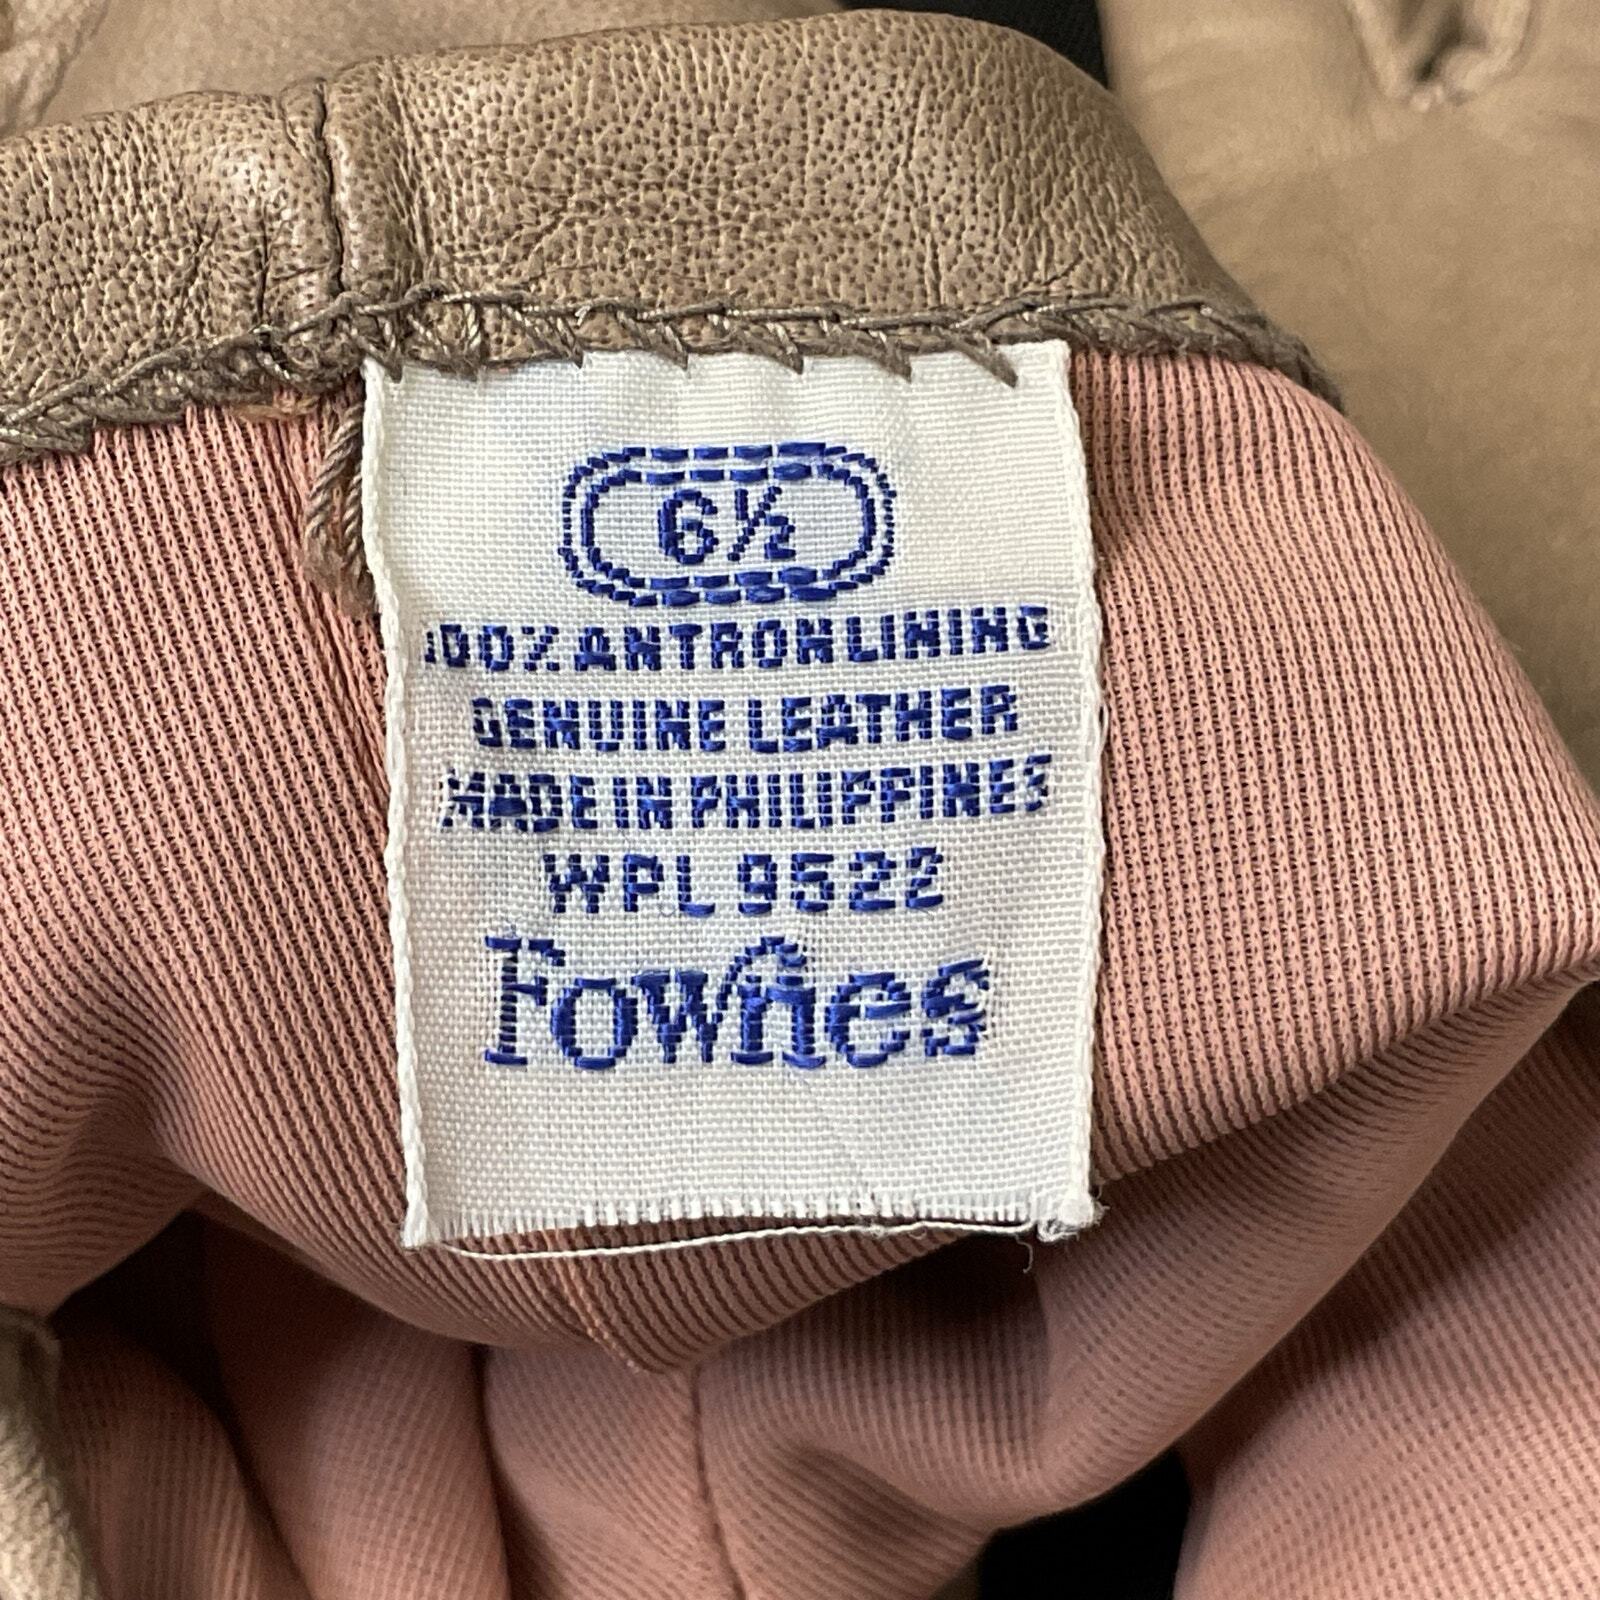 6½
100% ANTRON LINING
GENUINE LEATHER
MADE IN PHILIPPINES
WPL 9522
Fownes